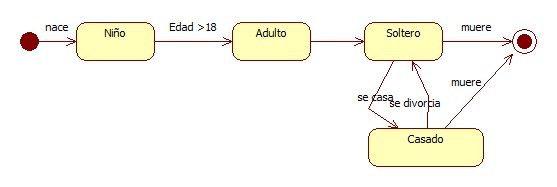 nace
Niño
Edad >18
Adulto
Soltero
muere
se casa
se divorcia
muere
Casado